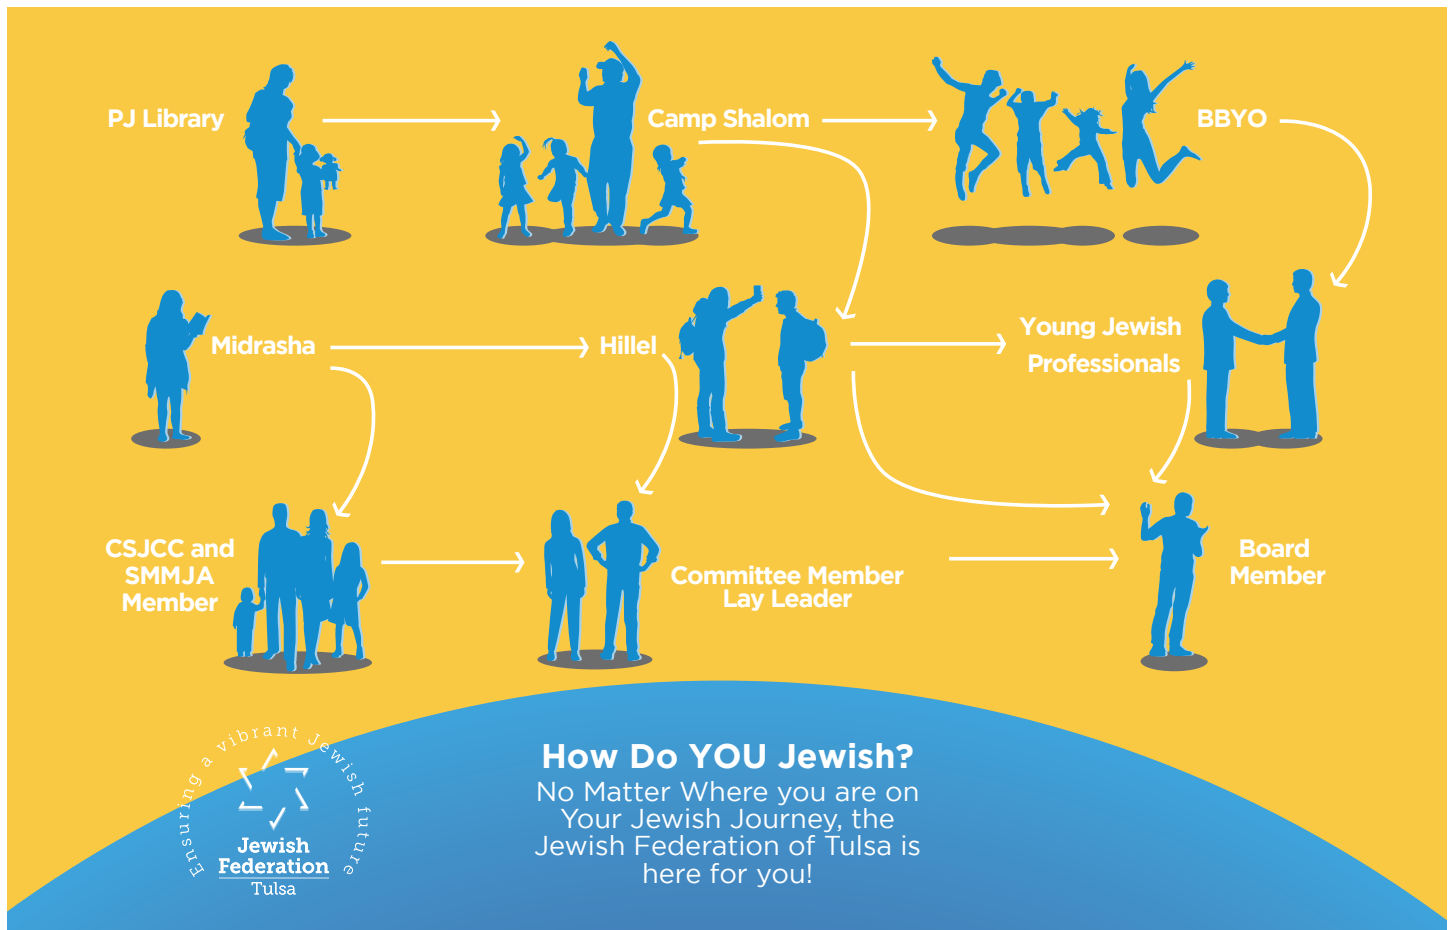 PJ Library
Camp Shalom
BBYO
Midrasha
Hillel
Young Jewish
Professionals
CSJCC and
SMMJA
Member
Committee Member
Lay Leader
Board
Member
Ensuring a vibrant Jewish future
Jewish
Federation
Tulsa
How Do YOU Jewish?
No Matter Where you are on
Your Jewish Journey, the
Jewish Federation of Tulsa is
here for you!